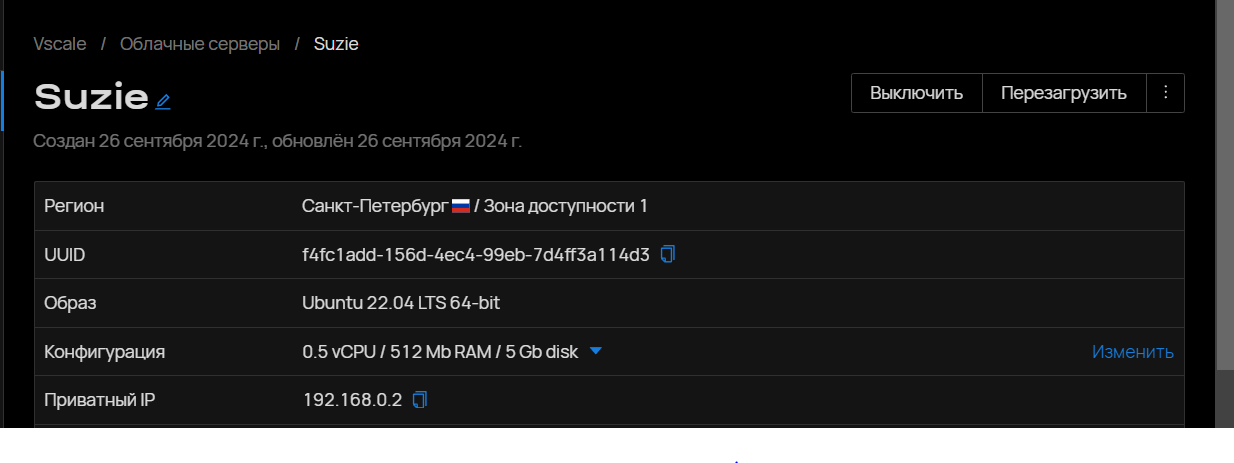 Vscale / Облачные серверы / Suzie
Suzie
Выключить Перезагрузить
Создан 26 сентября 2024 г., обновлён 26 сентября 2024 г.
Регион Санкт-Петербург / Зона доступности 1
UUID f4fc1add-156d-4ec4-99eb-7d4ff3a114d3
Образ Ubuntu 22.04 LTS 64-bit
Конфигурация 0.5 vCPU / 512 Mb RAM / 5 Gb disk Изменить
Приватный IP 192.168.0.2